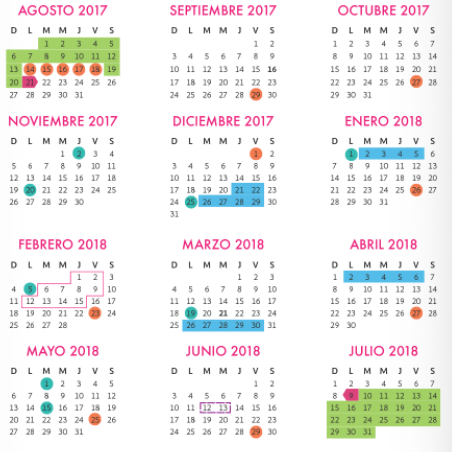 AGOSTO 2017
D L M M J V S
1 2 3 4 5
6 7 8 9 10 11 12
13 14 15 16 17 18 19
20 21 22 23 24 25 26
27 28 29 30 31
SEPTIEMBRE 2017
D L M M J V S
1 2
3 4 5 6 7 8 9
10 11 12 13 14 15 16
17 18 19 20 21 22 23
24 25 26 27 28 29 30
OCTUBRE 2017
D L M M J V S
1 2 3 4 5 6 7
8 9 10 11 12 13 14
15 16 17 18 19 20 21
22 23 24 25 26 27 28
29 30 31
NOVIEMBRE 2017
D L M M J V S
1 2 3 4
5 6 7 8 9 10 11
12 13 14 15 16 17 18
19 20 21 22 23 24 25
26 27 28 29 30
DICIEMBRE 2017
D L M M J V S
1 2
3 4 5 6 7 8 9
10 11 12 13 14 15 16
17 18 19 20 21 22 23
24 25 26 27 28 29 30
31
ENERO 2018
D L M M J V S
1 2 3 4 5 6
7 8 9 10 11 12 13
14 15 16 17 18 19 20
21 22 23 24 25 26 27
28 29 30 31
FEBRERO 2018
D L M M J V S
1 2 3
4 5 6 7 8 9 10
11 12 13 14 15 16 17
18 19 20 21 22 23 24
25 26 27 28
MARZO 2018
D L M M J V S
1 2 3
4 5 6 7 8 9 10
11 12 13 14 15 16 17
18 19 20 21 22 23 24
25 26 27 28 29 30 31
ABRIL 2018
D L M M J V S
1 2 3 4 5 6 7
8 9 10 11 12 13 14
15 16 17 18 19 20 21
22 23 24 25 26 27 28
29 30
MAYO 2018
D L M M J V S
1 2 3 4 5
6 7 8 9 10 11 12
13 14 15 16 17 18 19
20 21 22 23 24 25 26
27 28 29 30 31
JUNIO 2018
D L M M J V S
1 2
3 4 5 6 7 8 9
10 11 12 13 14 15 16
17 18 19 20 21 22 23
24 25 26 27 28 29 30
JULIO 2018
D L M M J V S
1 2 3 4 5 6 7
8 9 10 11 12 13 14
15 16 17 18 19 20 21
22 23 24 25 26 27 28
29 30 31